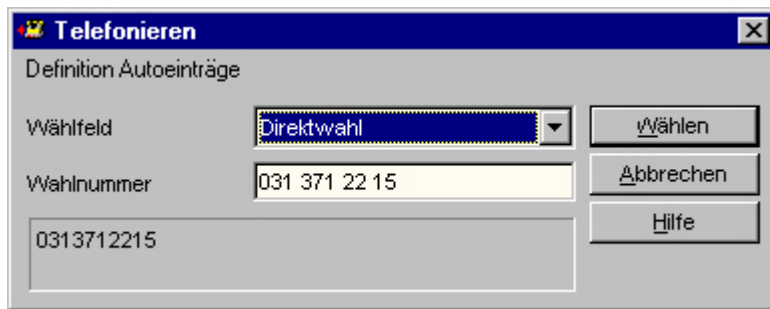 Telefonieren
Definition Autoeinträge
Wählfeld
Direktwahl
Wählen
Wahlnummer
031 371 22 15
Abbrechen
0313712215
Hilfe